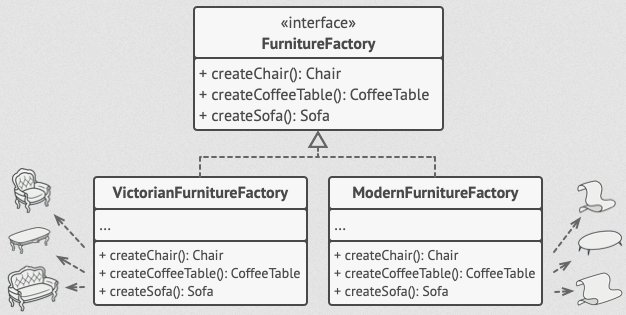 «interface»
FurnitureFactory
+ createChair(): Chair
+ createCoffeeTable(): CoffeeTable
+ createSofa(): Sofa
VictorianFurnitureFactory
...
+ createChair(): Chair
+ createCoffeeTable(): CoffeeTable
+ createSofa(): Sofa
ModernFurnitureFactory
...
+ createChair(): Chair
+ createCoffeeTable(): CoffeeTable
+ createSofa(): Sofa